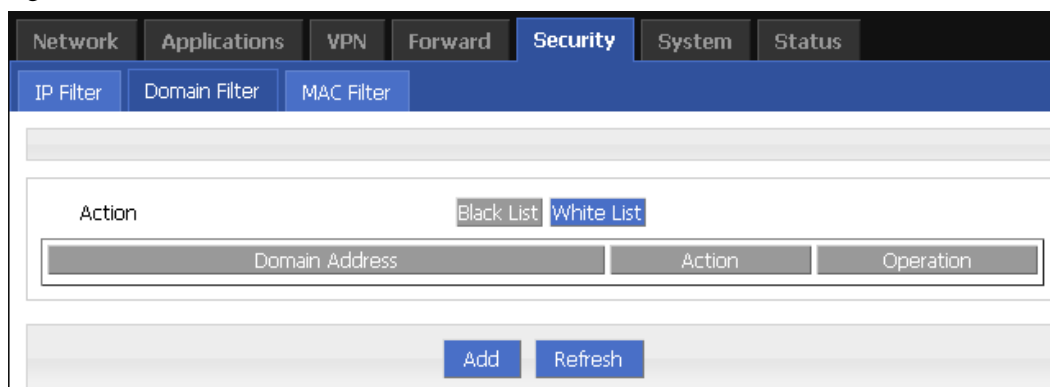 Network Applications VPN Forward Security System Status
IP Filter Domain Filter MAC Filter
Action Black List White List
Domain Address Action Operation
Add Refresh